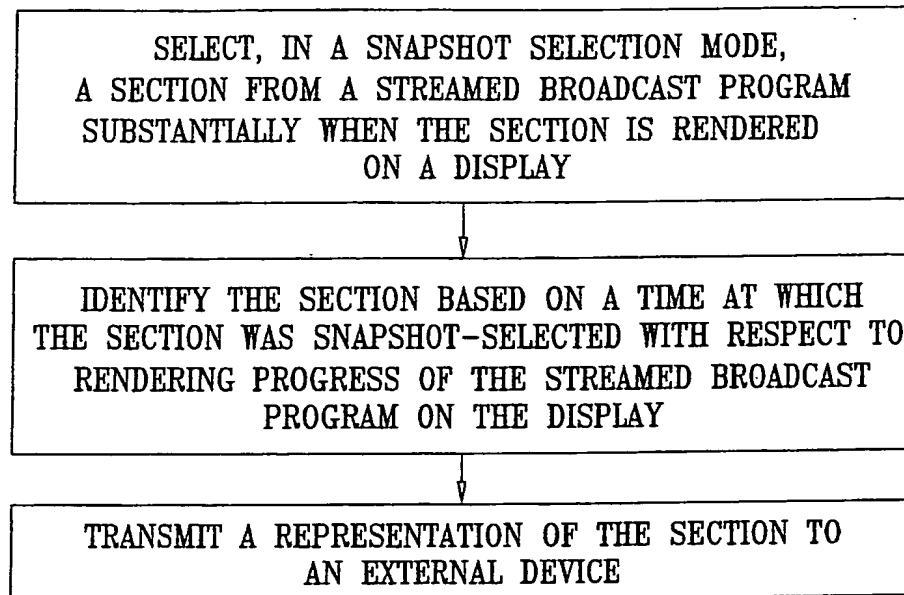 SELECT, IN A SNAPSHOT SELECTION MODE,
A SECTION FROM A STREAMED BROADCAST PROGRAM
SUBSTANTIALLY WHEN THE SECTION IS RENDERED
ON A DISPLAY
IDENTIFY THE SECTION BASED ON A TIME AT WHICH
THE SECTION WAS SNAPSHOT-SELECTED WITH RESPECT TO
RENDERING PROGRESS OF THE STREAMED BROADCAST
PROGRAM ON THE DISPLAY
TRANSMIT A REPRESENTATION OF THE SECTION TO
AN EXTERNAL DEVICE